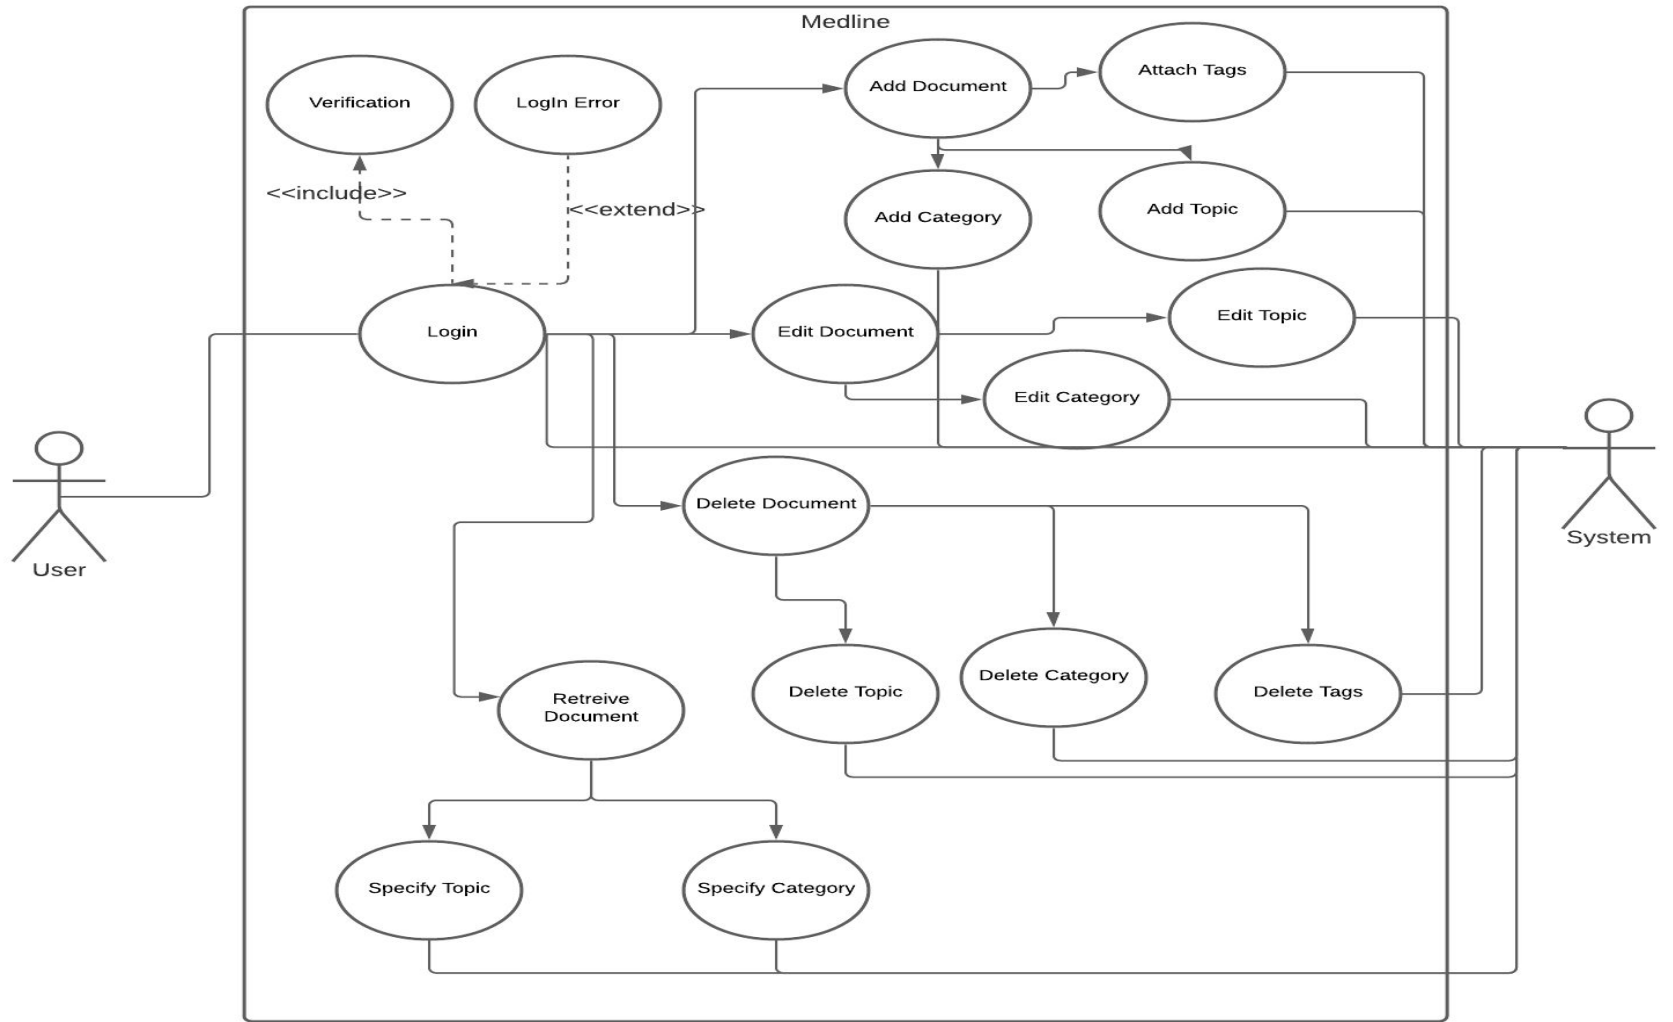 Medline
Verification
LogIn Error
Add Document
Attach Tags
<<include>>
<<extend>>
Add Category
Add Topic
Login
Edit Document
Edit Topic
Edit Category
User
System
Delete Document
Retreive
Document
Delete Topic
Delete Category
Delete Tags
Specify Topic
Specify Category